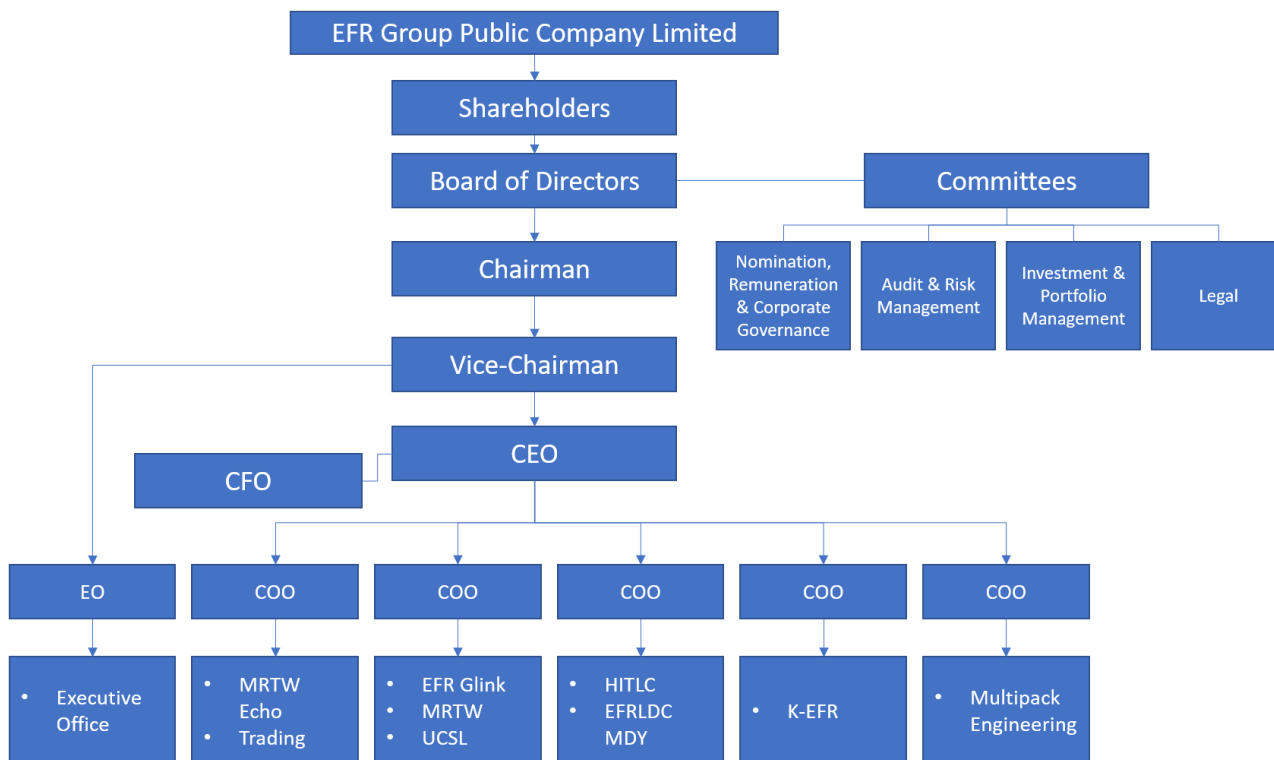 EFR Group Public Company Limited
Shareholders
Board of Directors
Committees
Chairman
Nomination,
Remuneration
& Corporate
Governance
Audit & Risk
Management
Investment &
Portfolio
Management
Legal
Vice-Chairman
CEO
CFO
EO
COO
COO
COO
COO
COO
• Executive
Office
• MRTW
Echo
• Trading
• EFR Glink
• MRTW
• UCSL
• HITLC
• EFRLDC
MDY
• K-EFR
• Multipack
Engineering